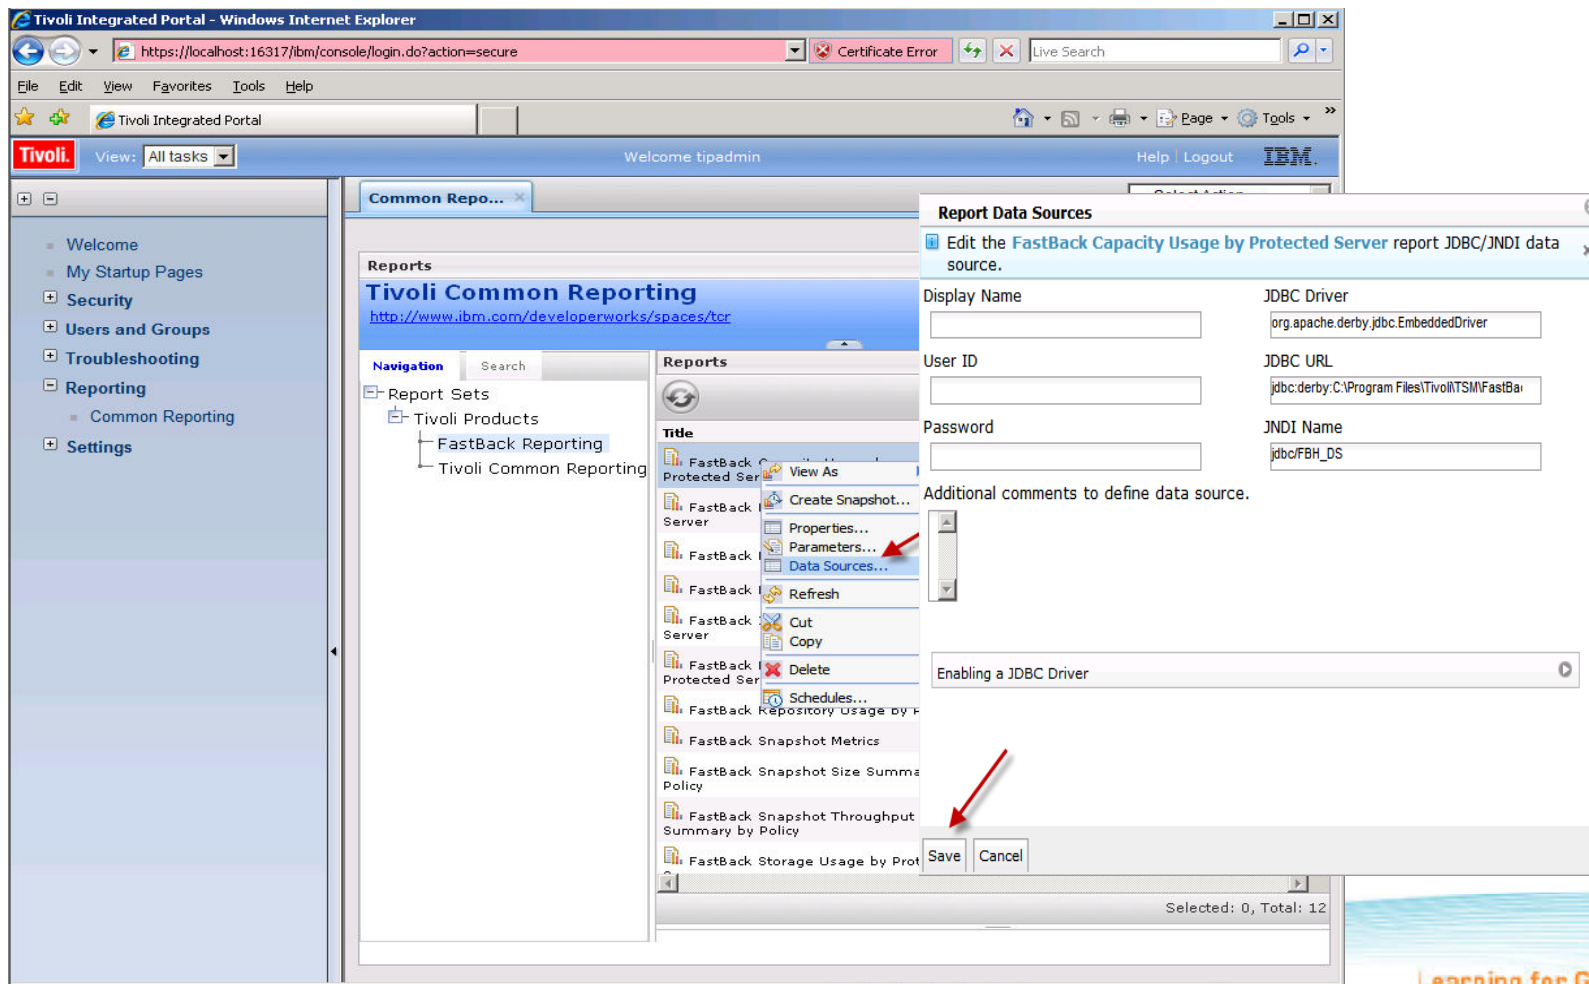 Tivoli Integrated Portal - Windows Internet Explorer
https://localhost:16317/ibm/console/login.do?action=secure
Certificate Error
Live Search
File Edit View Favorites Tools Help
Tivoli Integrated Portal
Page Tools
Tivoli. View: All tasks
Welcome tipadmin
Help Logout IBM.
Common Repo...
Select Action
Welcome
My Startup Pages
Security
Users and Groups
Troubleshooting
Reporting
Common Reporting
Settings
Reports
Tivoli Common Reporting
http://www.ibm.com/developerworks/spaces/tcr
Navigation Search
Report Sets
Tivoli Products
FastBack Reporting
Tivoli Common Reporting
Reports
Title
FastBack
Protected Ser
FastBack
Server
FastBack
FastBack
FastBack
Server
FastBack
Protected Ser
FastBack Repository Usage by
FastBack Snapshot Metrics
FastBack Snapshot Size Summa
Policy
FastBack Snapshot Throughput
Summary by Policy
FastBack Storage Usage by Prot
View As
Create Snapshot...
Properties...
Parameters...
Data Sources...
Refresh
Cut
Copy
Delete
Schedules...
Selected: 0, Total: 12
Report Data Sources
Edit the FastBack Capacity Usage by Protected Server report JDBC/JNDI data
source.
Display Name
JDBC Driver
org.apache.derby.jdbc.EmbeddedDriver
User ID
JDBC URL
jdbc:derby:C:\Program Files\Tivoli\TSM\FastBa
Password
JNDI Name
jdbc/FBH_DS
Additional comments to define data source.
Enabling a JDBC Driver
Save Cancel
Learning for G